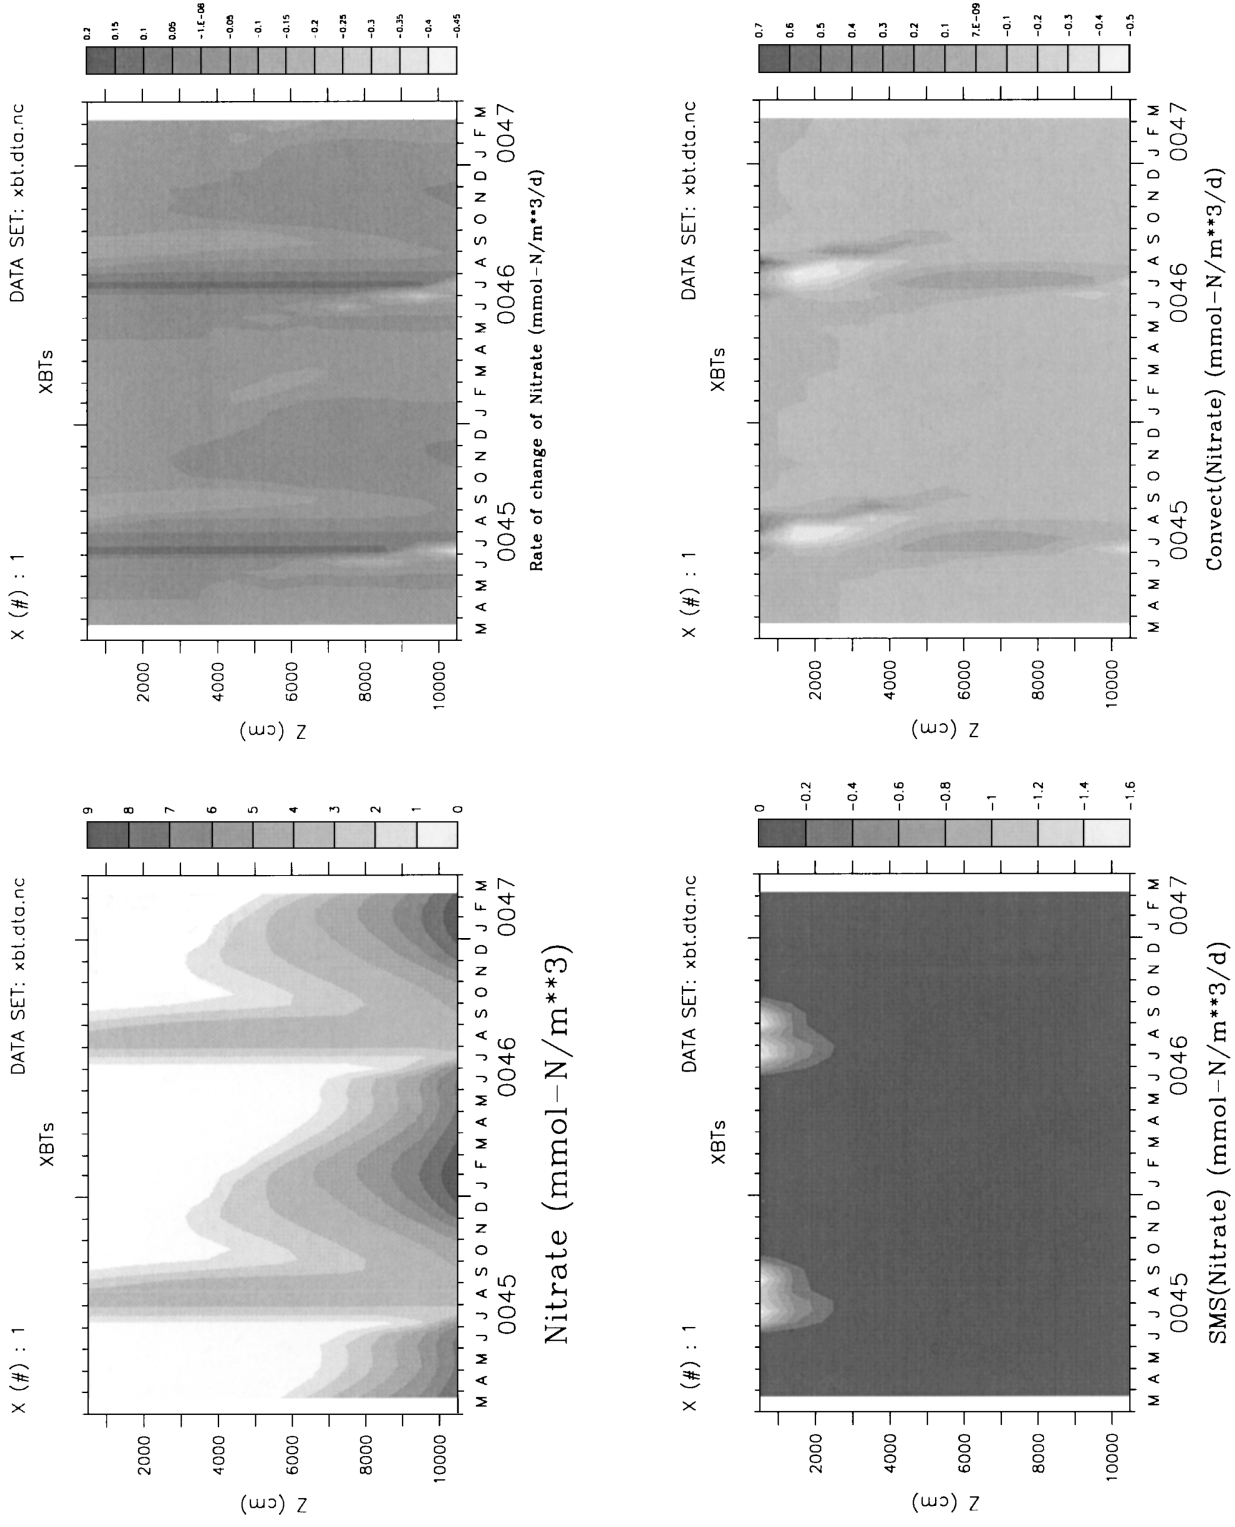 X (#) : 1
XBTs
DATA SET: xbt.dta.nc
Z (cm)
2000
4000
6000
8000
10000
M A M J J A S O N D J F M A M J J A S O N D J F M
0045
0046
0047
Nitrate (mmol-N/m**3)
9
8
7
6
5
4
3
2
1
0
X (#) : 1
XBTs
DATA SET: xbt.dta.nc
Z (cm)
2000
4000
6000
8000
10000
M A M J J A S O N D J F M A M J J A S O N D J F M
0045
0046
0047
Rate of change of Nitrate (mmol-N/m**3/d)
0.2
0.15
0.1
0.05
-1.E-08
-0.05
-0.1
-0.15
-0.2
-0.25
-0.3
-0.35
-0.4
-0.45
X (#) : 1
XBTs
DATA SET: xbt.dta.nc
Z (cm)
2000
4000
6000
8000
10000
M A M J J A S O N D J F M A M J J A S O N D J F M
0045
0046
0047
SMS(Nitrate) (mmol-N/m**3/d)
0
-0.2
-0.4
-0.6
-0.8
-1
-1.2
-1.4
-1.6
X (#) : 1
XBTs
DATA SET: xbt.dta.nc
Z (cm)
2000
4000
6000
8000
10000
M A M J J A S O N D J F M A M J J A S O N D J F M
0045
0046
0047
Convect(Nitrate) (mmol-N/m**3/d)
0.7
0.6
0.5
0.4
0.3
0.2
0.1
7.E-09
-0.1
-0.2
-0.3
-0.4
-0.5